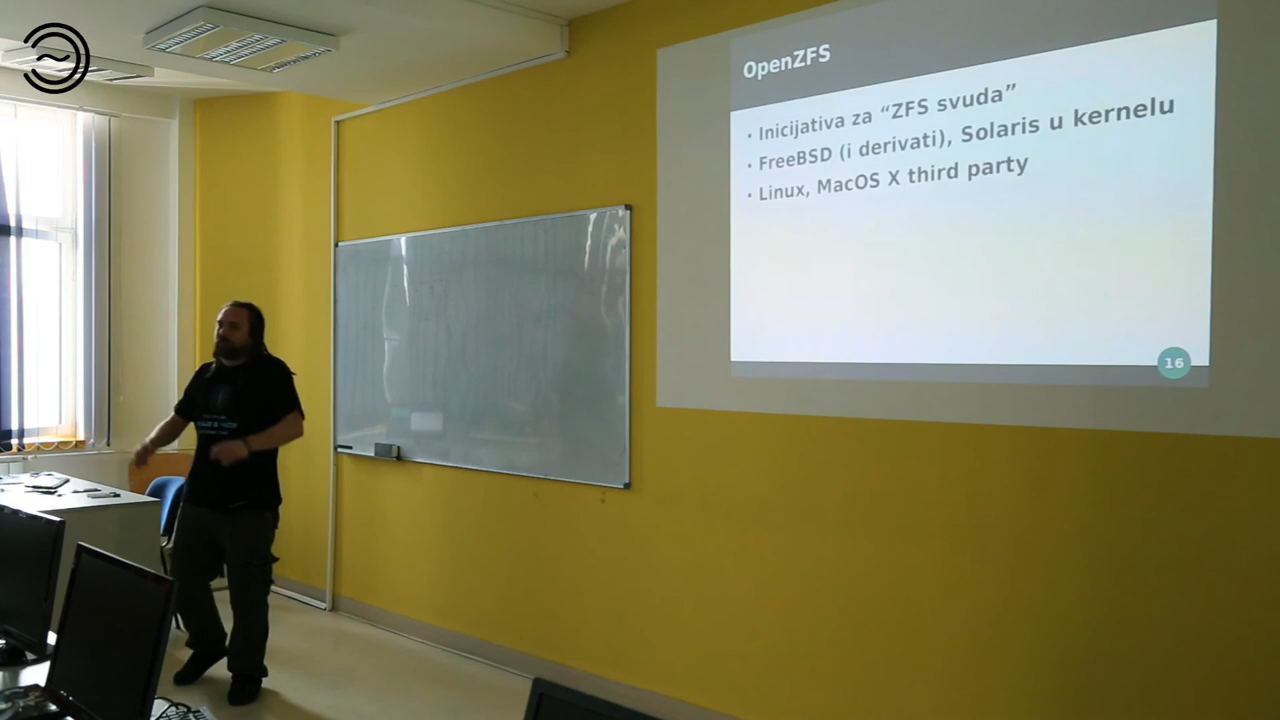 OpenZFS
• Inicijativa za “ZFS svuda”
• FreeBSD (i derivati), Solaris u kernelu
• Linux, MacOS X third party
16